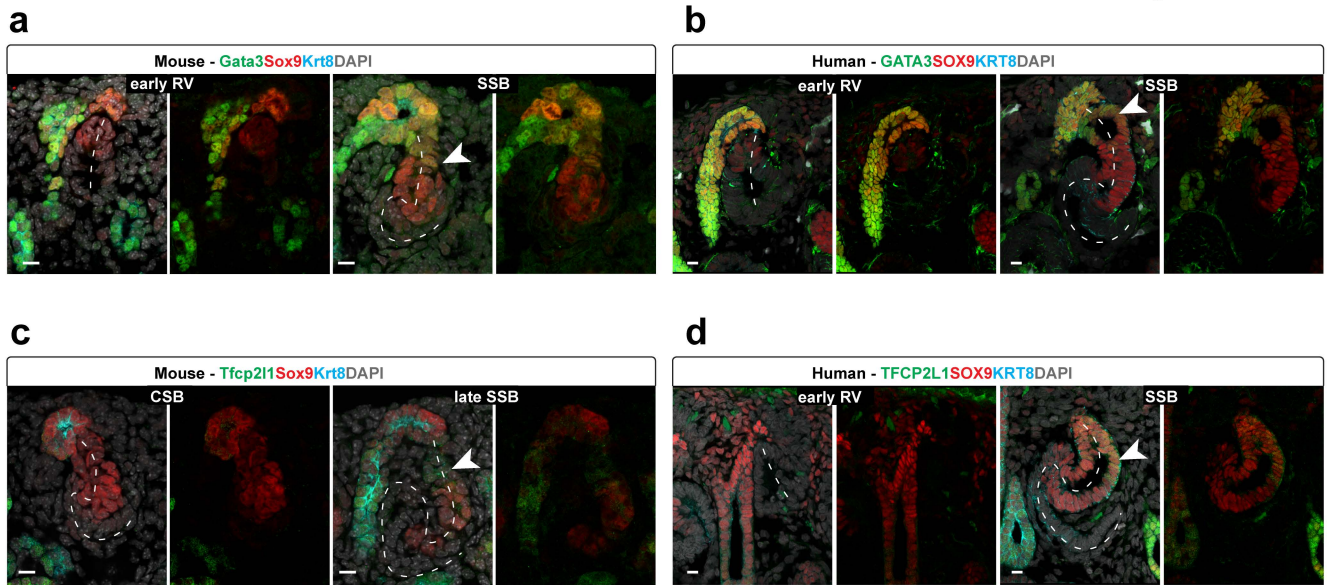 a
Mouse - Gata3Sox9Krt8DAPI
early RV
SSB
b
Human - GATA3SOX9KRT8DAPI
early RV
SSB
c
Mouse - Tfcp2l1Sox9Krt8DAPI
CSB
late SSB
d
Human - TFCP2L1SOX9KRT8DAPI
early RV
SSB